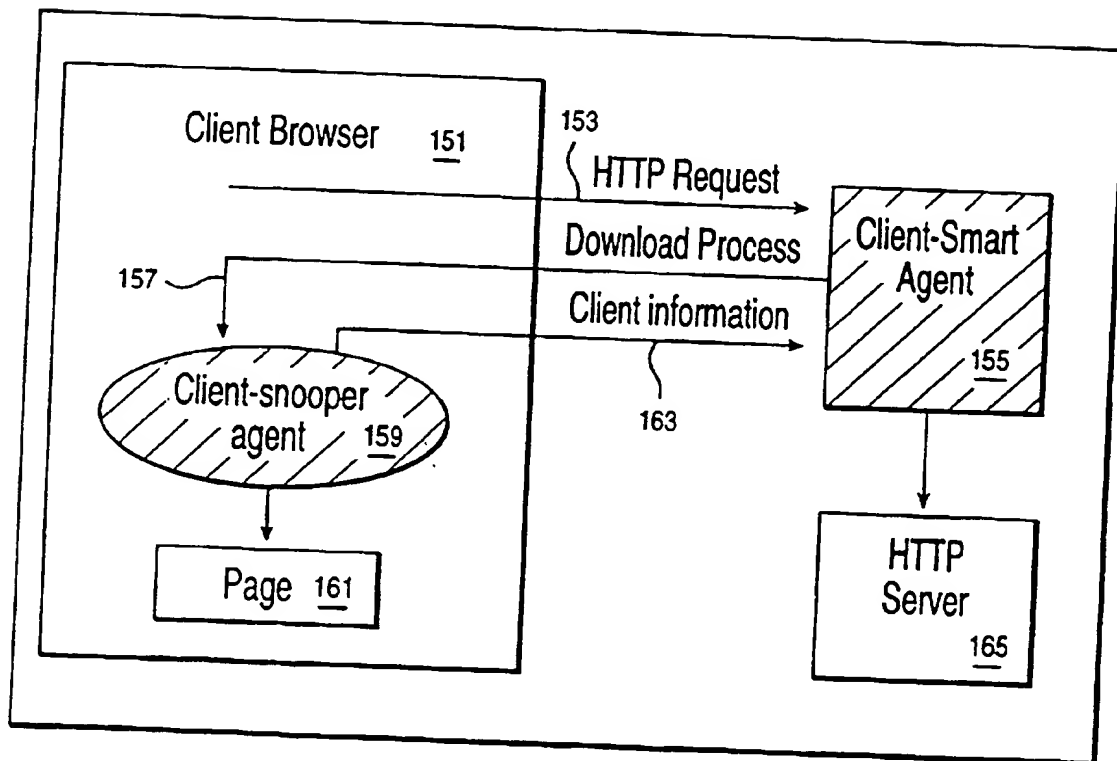 Client Browser 151
153
HTTP Request
Download Process
157
Client information
163
Client-Smart
Agent
155
Client-snooper
agent 159
Page 161
HTTP
Server
165